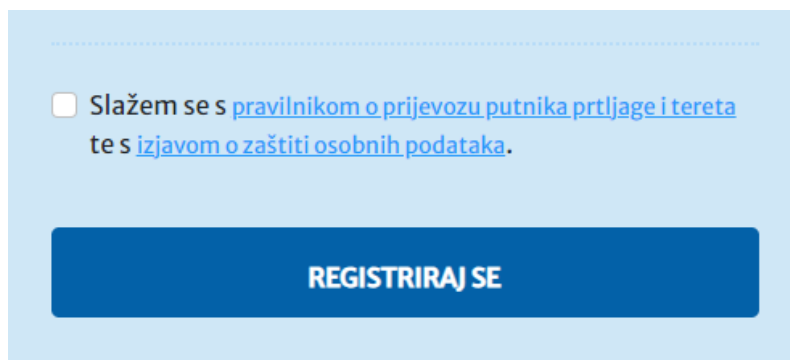 Slažem se s pravilnikom o prijevozu putnika prtljage i tereta
te s izjavom o zaštiti osobnih podataka.
REGISTRIRAJ SE